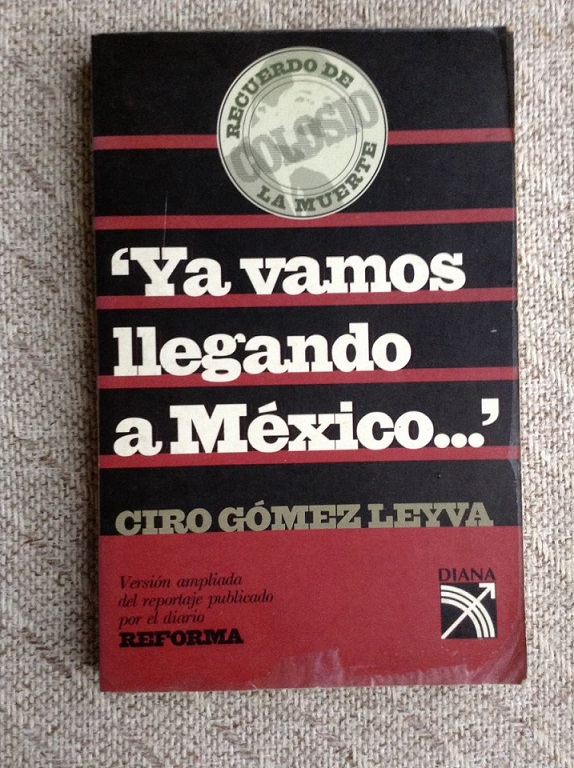 RECUERDO DE
COLOSIO
LA MUERTE
‘Ya vamos
llegando
a México...’
CIRO GÓMEZ LEYVA
Versión ampliada
del reportaje publicado
por el diario
REFORMA
DIANA